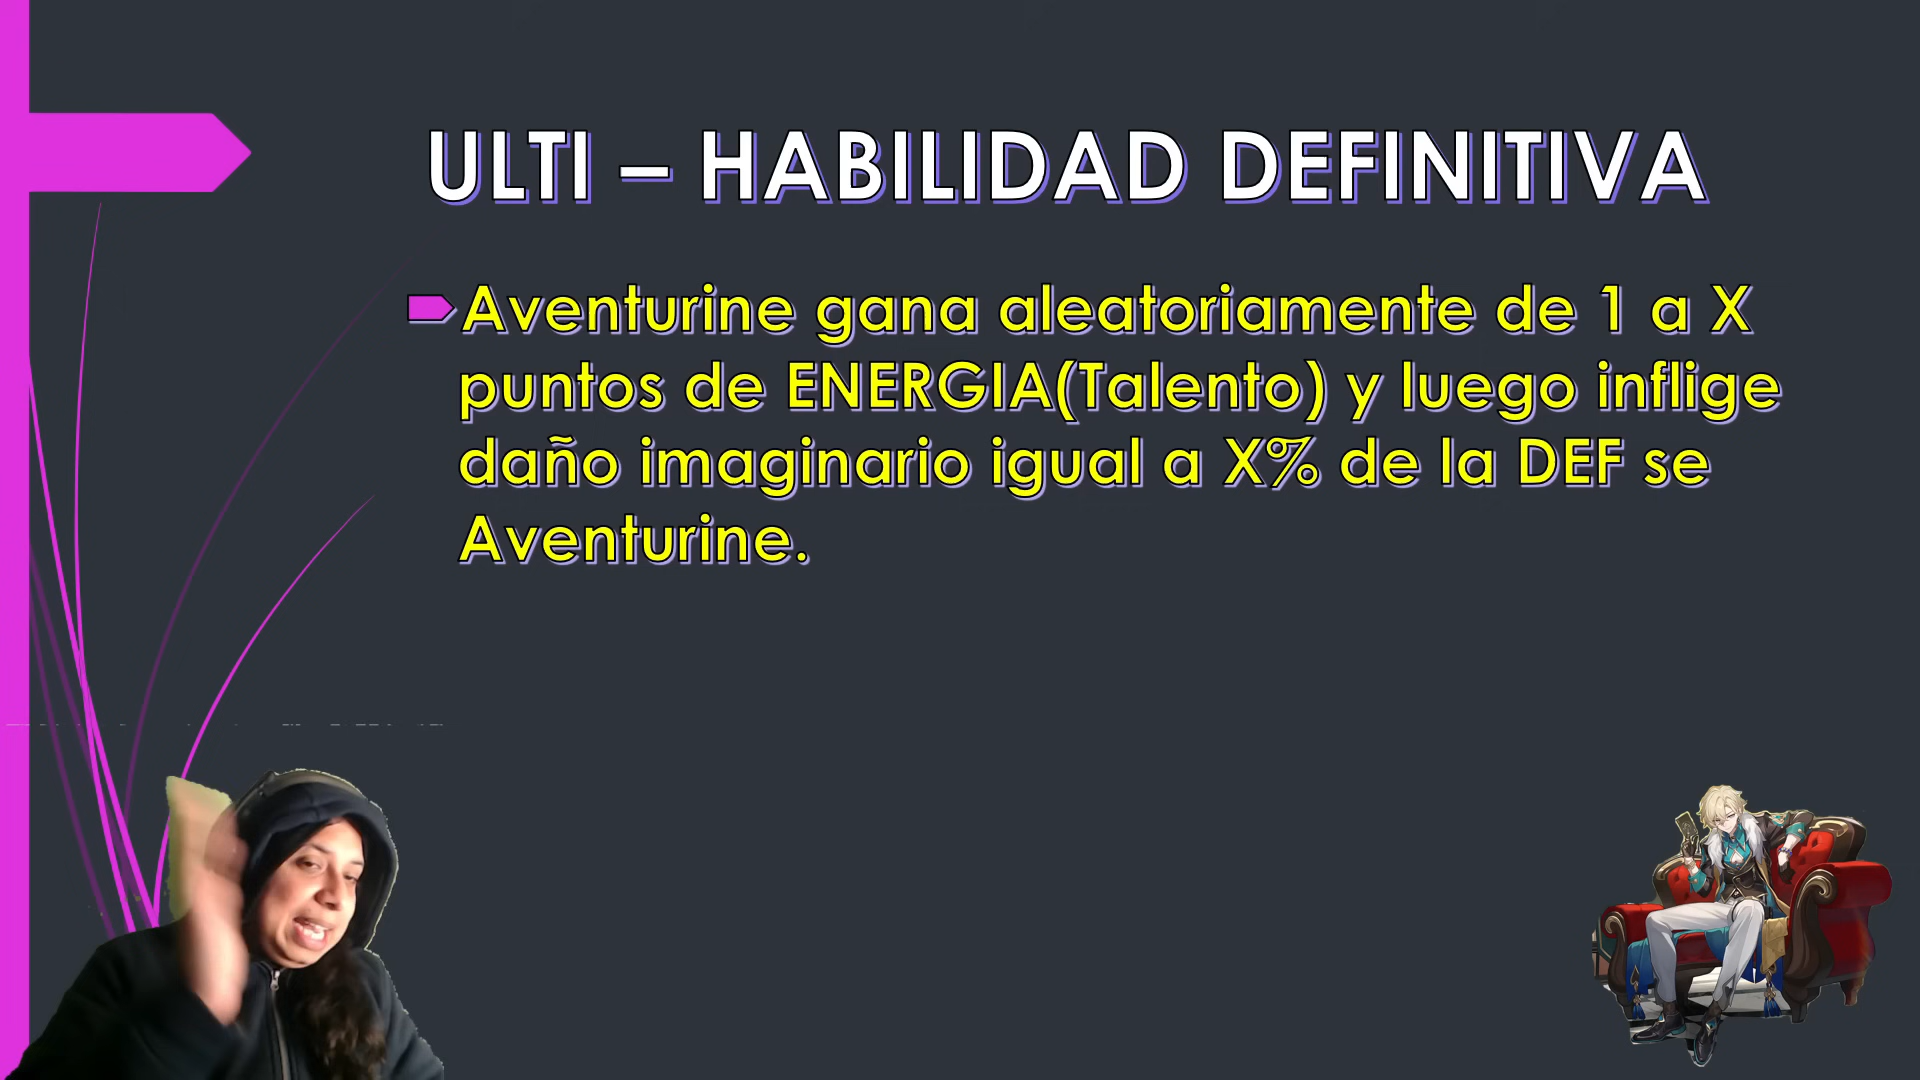 ULTI – HABILIDAD DEFINITIVA
Aventurine gana aleatoriamente de 1 a X
puntos de ENERGIA(Talento) y luego inflige
daño imaginario igual a X% de la DEF se
Aventurine.